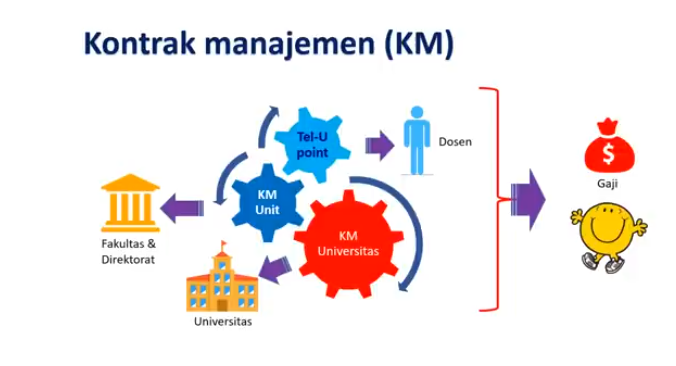 Kontrak manajemen (KM)
Tel-U
point
Dosen
KM
Unit
KM
Universitas
Fakultas &
Direktorat
Universitas
$
Gaji